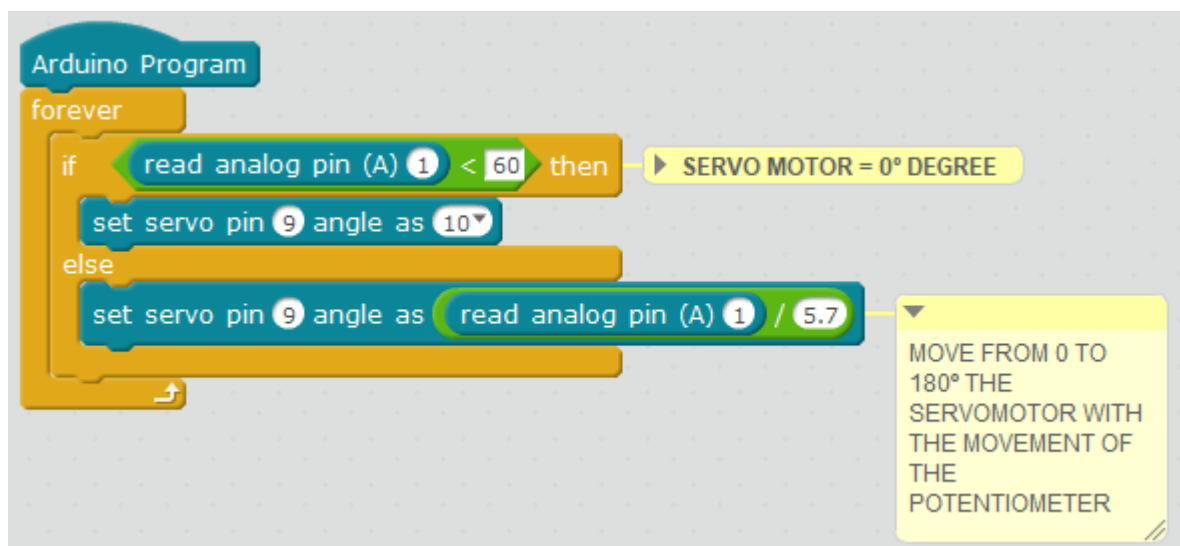 Arduino Program
forever
if read analog pin (A) 1 < 60 then
SERVO MOTOR = 0º DEGREE
set servo pin 9 angle as 10
else
set servo pin 9 angle as read analog pin (A) 1 / 5.7
MOVE FROM 0 TO
180º THE
SERVOMOTOR WITH
THE MOVEMENT OF
THE
POTENTIOMETER